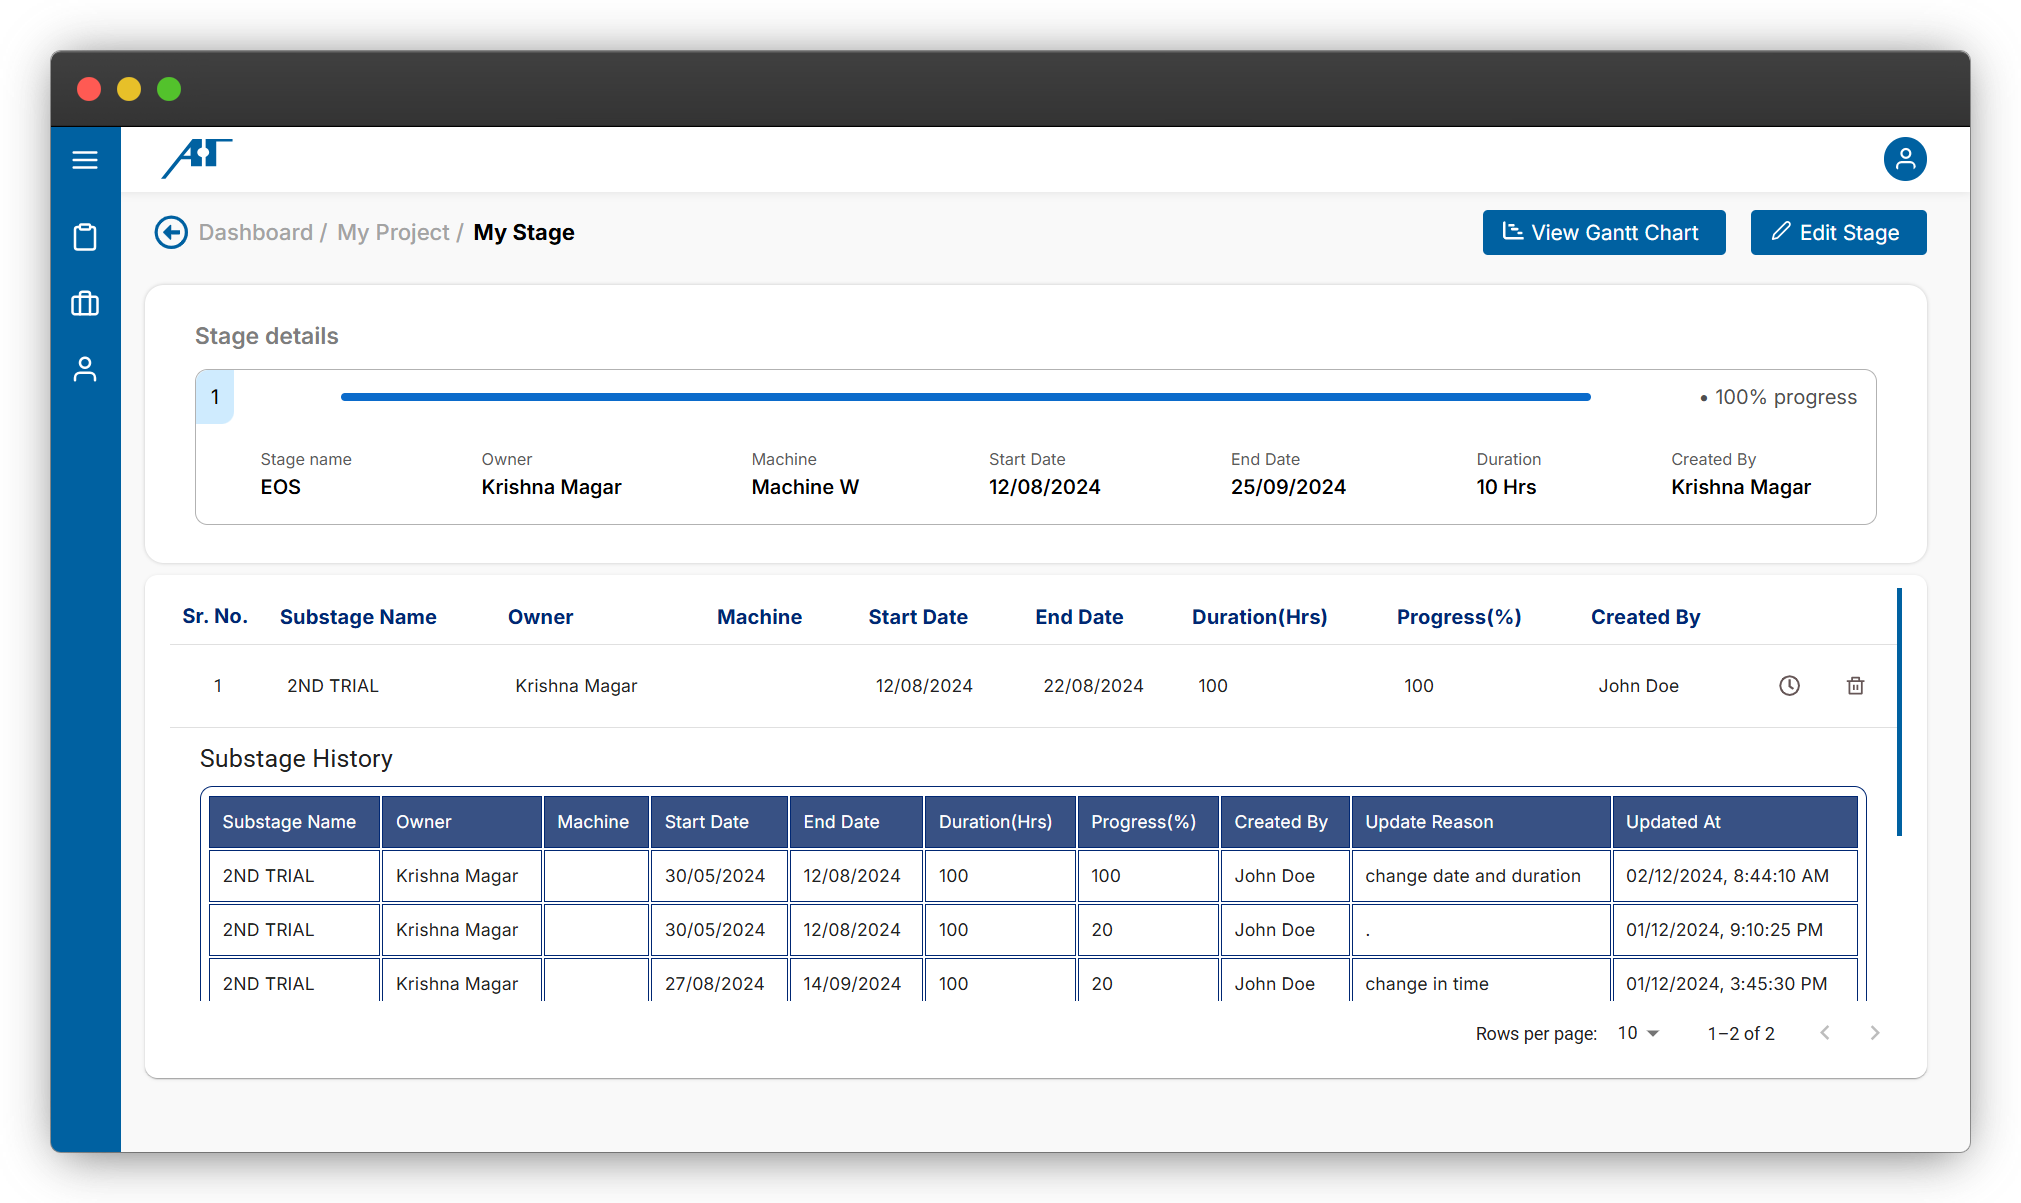 AIT
Dashboard / My Project / My Stage
View Gantt Chart
Edit Stage
Stage details
1
• 100% progress
Stage name Owner Machine Start Date End Date Duration Created By
EOS Krishna Magar Machine W 12/08/2024 25/09/2024 10 Hrs Krishna Magar
Sr. No. Substage Name Owner Machine Start Date End Date Duration(Hrs) Progress(%) Created By
1 2ND TRIAL Krishna Magar 12/08/2024 22/08/2024 100 100 John Doe
Substage History
Substage Name Owner Machine Start Date End Date Duration(Hrs) Progress(%) Created By Update Reason Updated At
2ND TRIAL Krishna Magar 30/05/2024 12/08/2024 100 100 John Doe change date and duration 02/12/2024, 8:44:10 AM
2ND TRIAL Krishna Magar 30/05/2024 12/08/2024 100 20 John Doe . 01/12/2024, 9:10:25 PM
2ND TRIAL Krishna Magar 27/08/2024 14/09/2024 100 20 John Doe change in time 01/12/2024, 3:45:30 PM
Rows per page: 10 1–2 of 2